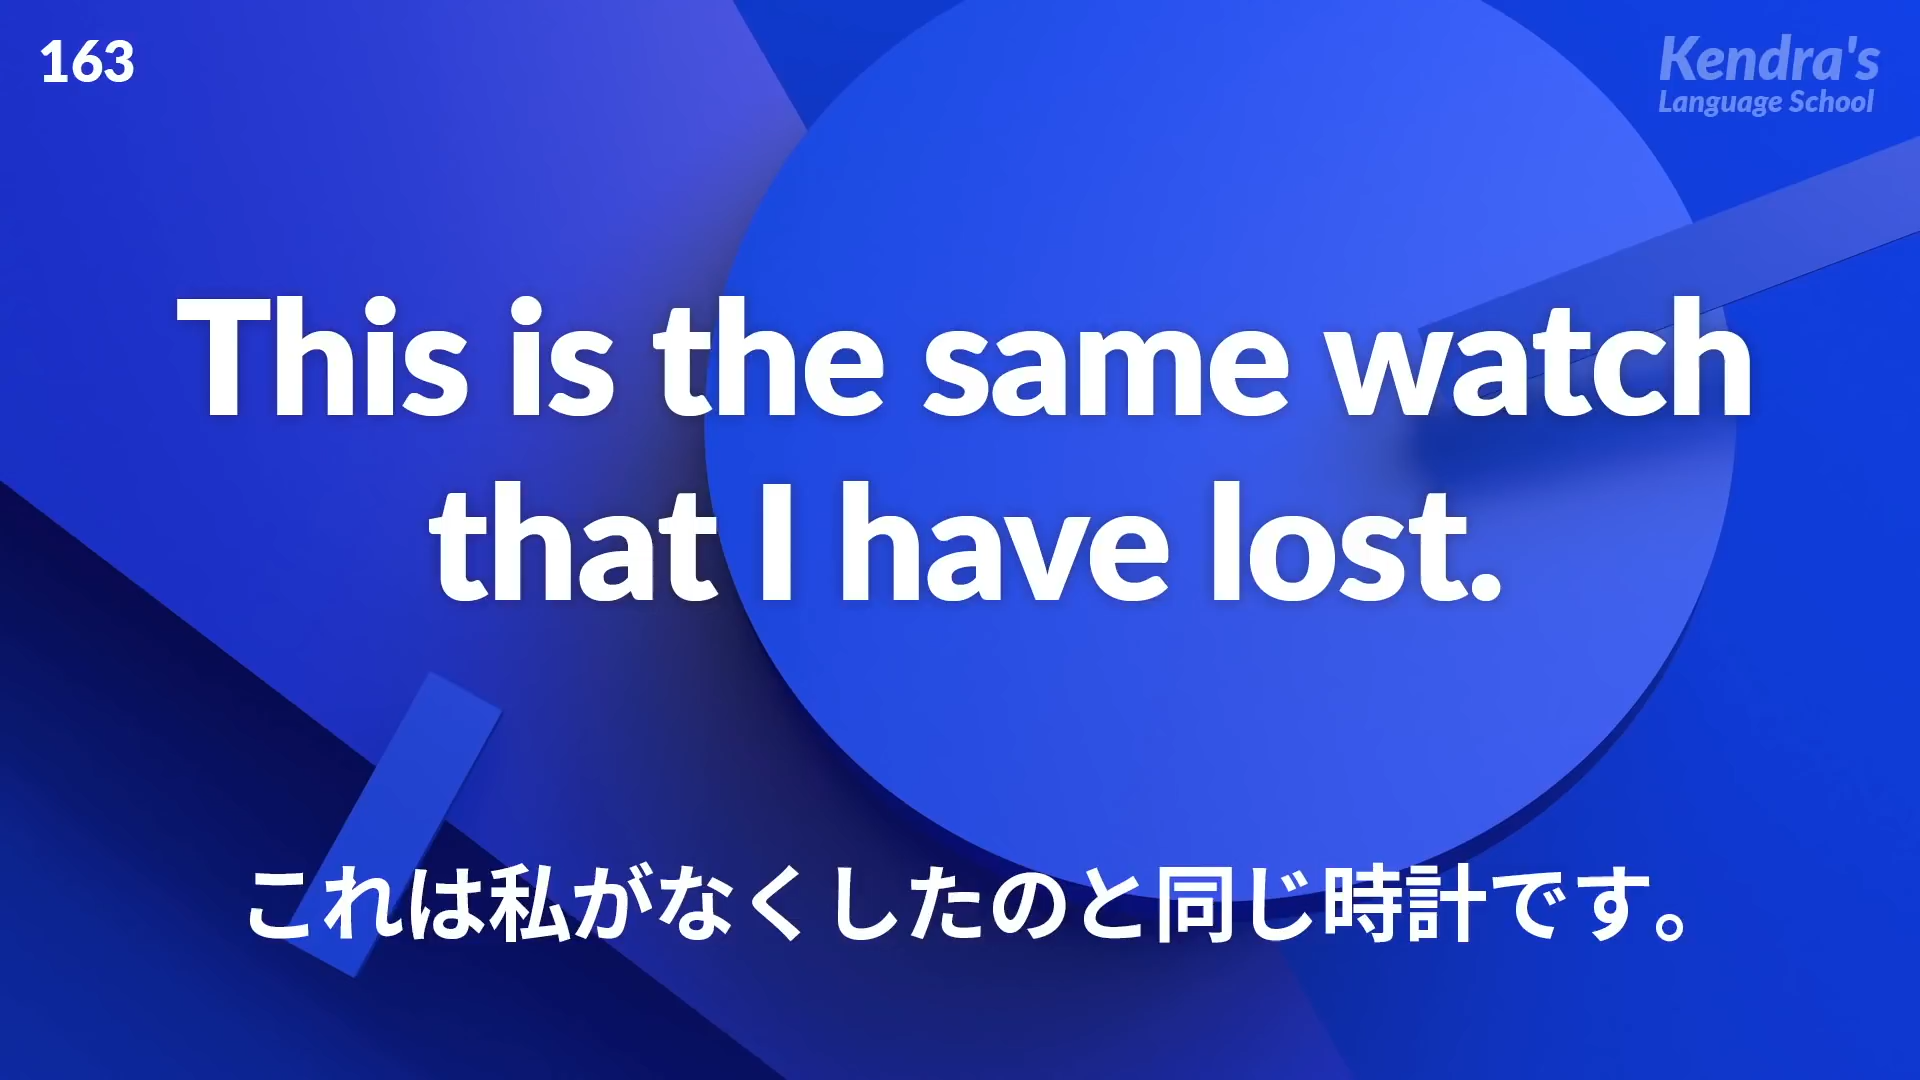 163
Kendra's
Language School
This is the same watch
that I have lost.
これは私がなくしたのと同じ時計です。